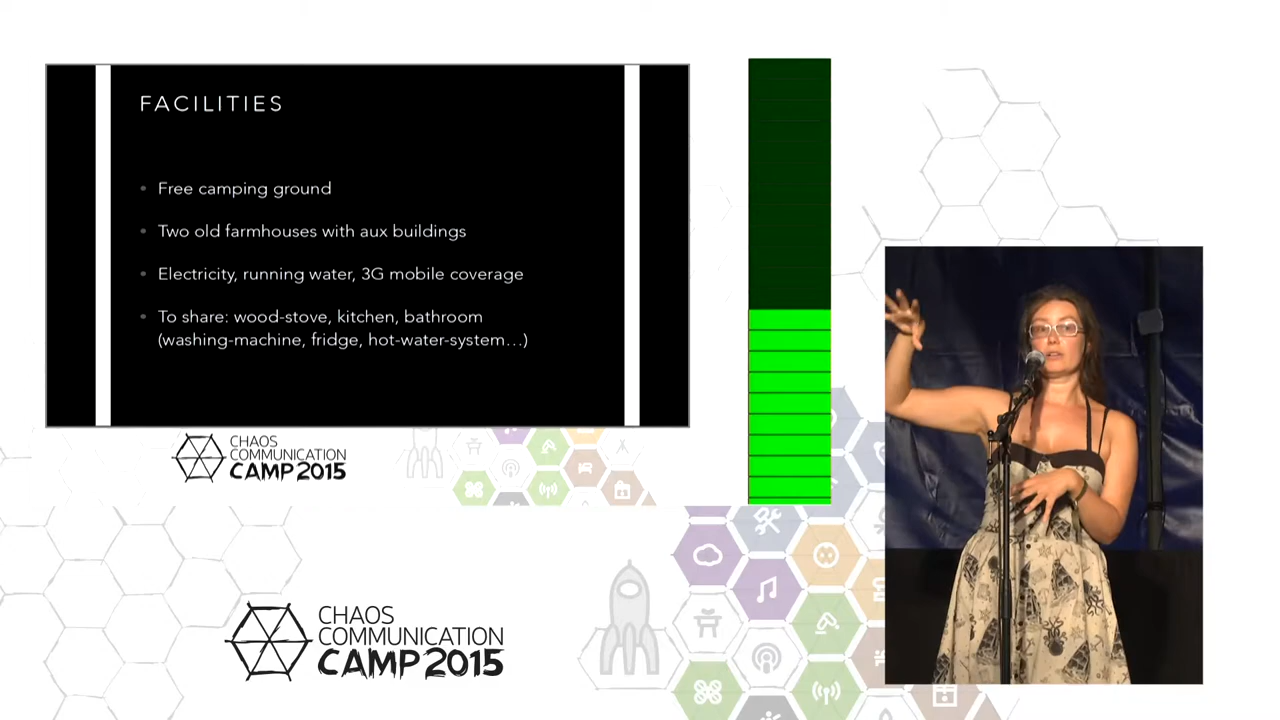 FACILITIES
• Free camping ground
• Two old farmhouses with aux buildings
• Electricity, running water, 3G mobile coverage
• To share: wood-stove, kitchen, bathroom
(washing-machine, fridge, hot-water-system…)
CHAOS
COMMUNICATION
CAMP 2015
CHAOS
COMMUNICATION
CAMP 2015